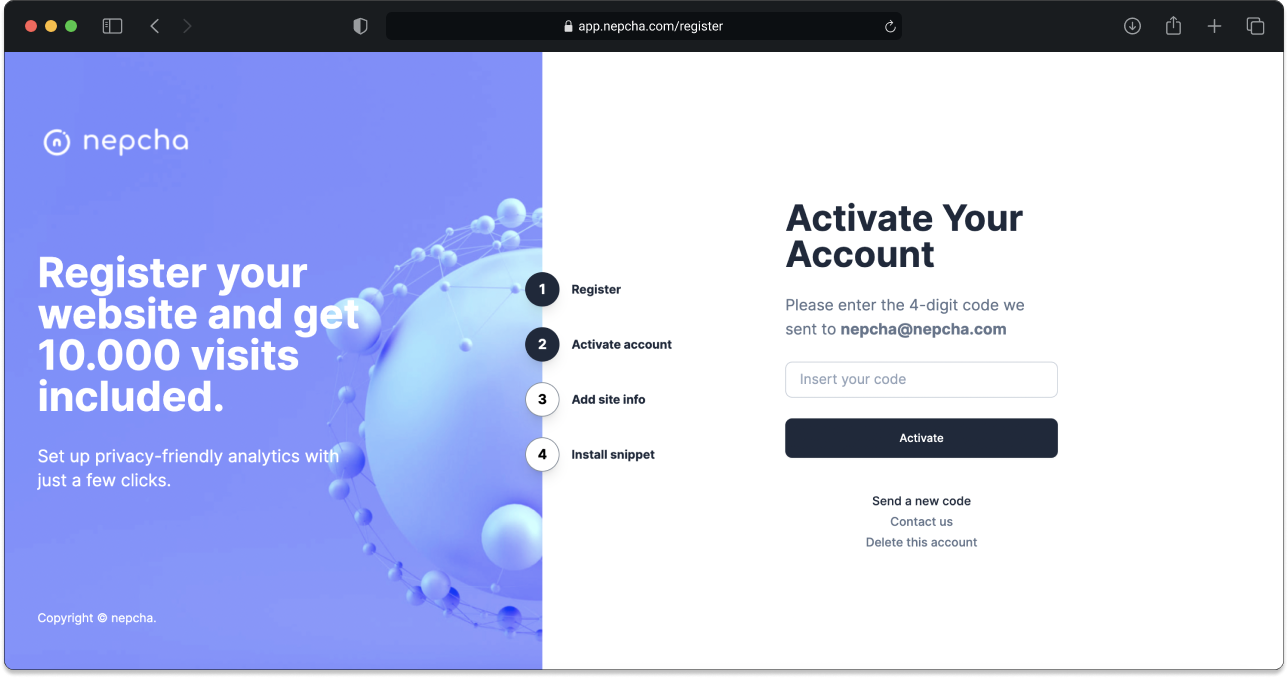 app.nepcha.com/register
nepcha
Register your
website and get
10.000 visits
included.
Set up privacy-friendly analytics with
just a few clicks.
Copyright © nepcha.
1 Register
2 Activate account
3 Add site info
4 Install snippet
Activate Your
Account
Please enter the 4-digit code we
sent to nepcha@nepcha.com
Insert your code
Activate
Send a new code
Contact us
Delete this account